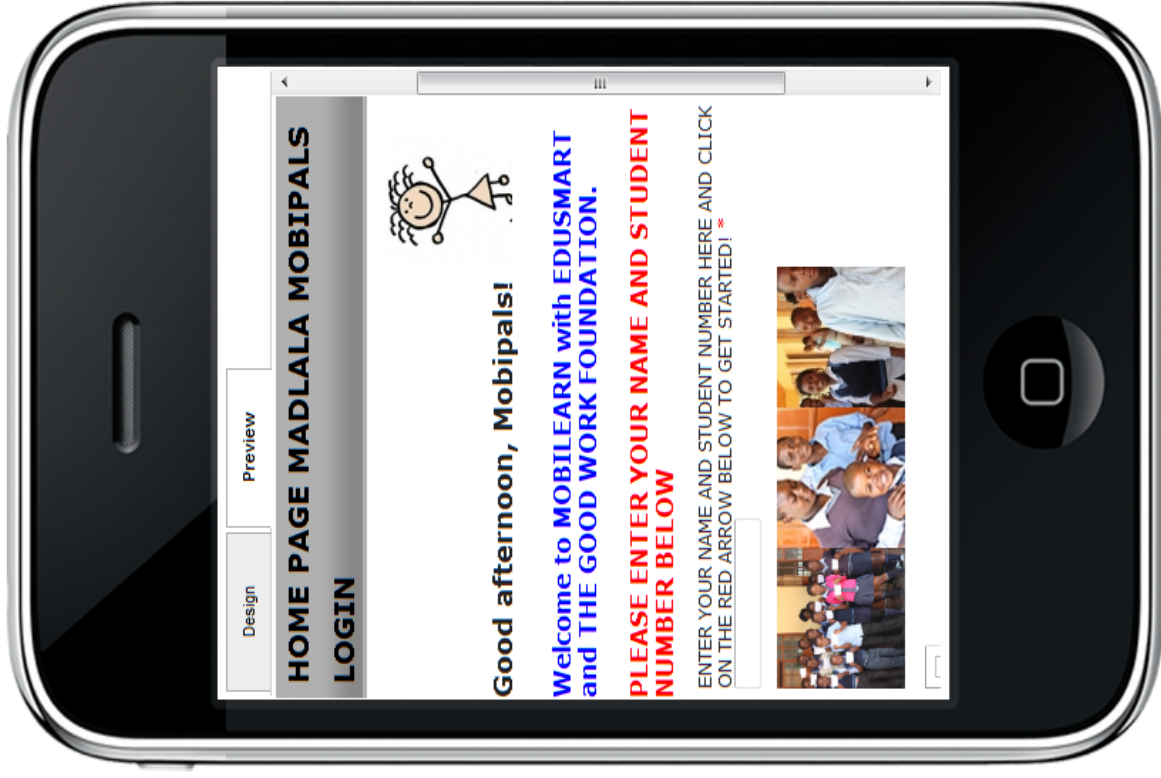 Design Preview
HOME PAGE MADLALA MOBIPALS
LOGIN
Good afternoon, Mobipals!
Welcome to MOBILEARN with EDUSMART
and THE GOOD WORK FOUNDATION.
PLEASE ENTER YOUR NAME AND STUDENT
NUMBER BELOW
ENTER YOUR NAME AND STUDENT NUMBER HERE AND CLICK
ON THE RED ARROW BELOW TO GET STARTED! *